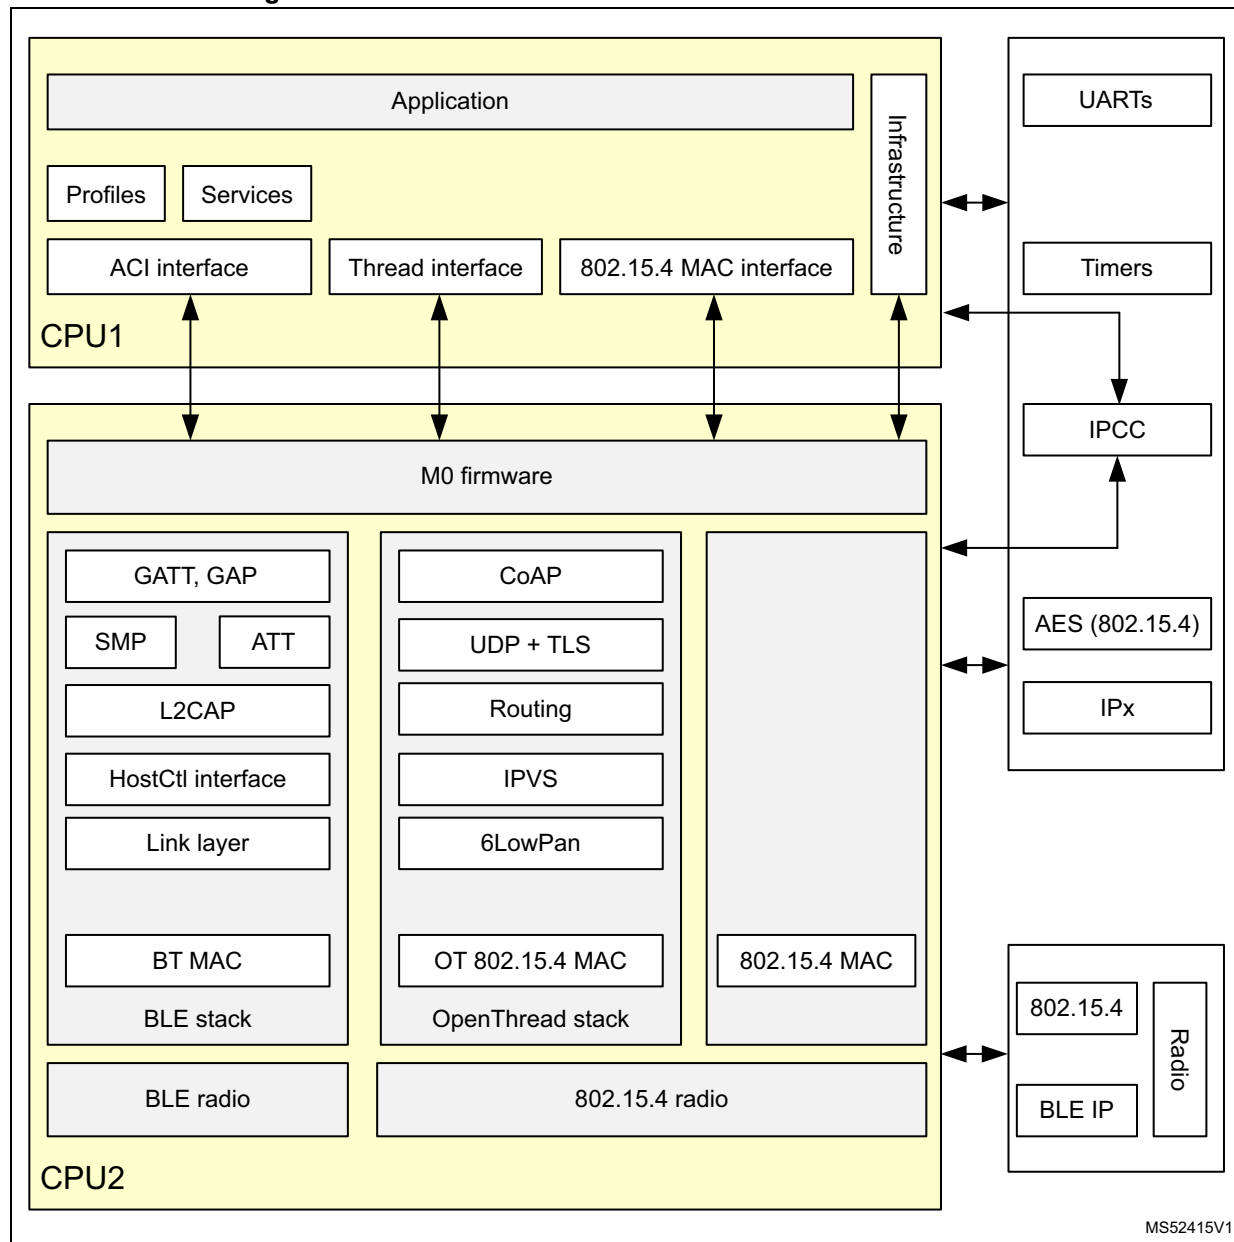 Application
Infrastructure
Profiles
Services
ACI interface
Thread interface
802.15.4 MAC interface
CPU1
UARTs
Timers
IPCC
AES (802.15.4)
IPx
M0 firmware
GATT, GAP
SMP
ATT
L2CAP
HostCtl interface
Link layer
BT MAC
BLE stack
CoAP
UDP + TLS
Routing
IPVS
6LowPan
OT 802.15.4 MAC
OpenThread stack
802.15.4 MAC
BLE radio
802.15.4 radio
CPU2
802.15.4
BLE IP
Radio
MS52415V1